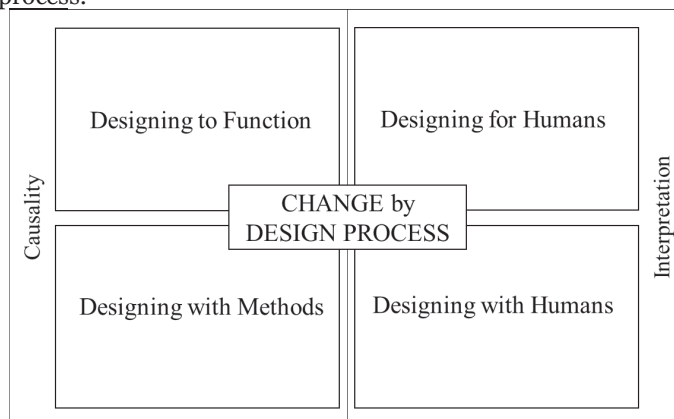 process.
Designing to Function
Designing for Humans
Causality
CHANGE by
DESIGN PROCESS
Interpretation
Designing with Methods
Designing with Humans